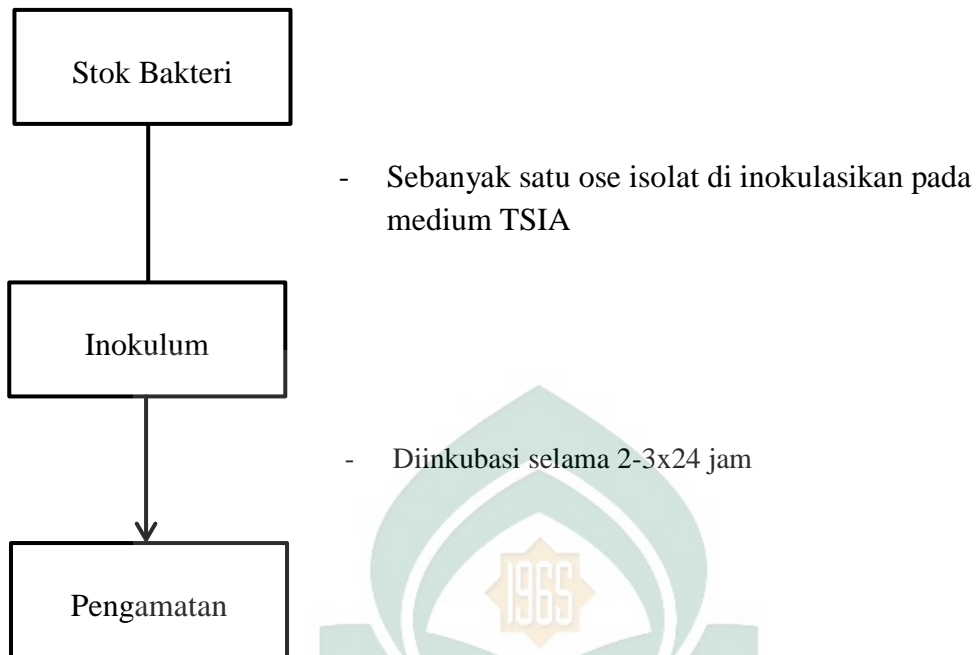 Stok Bakteri
- Sebanyak satu ose isolat di inokulasikan pada
medium TSIA
Inokulum
- Diinkubasi selama 2-3x24 jam
1965
Pengamatan